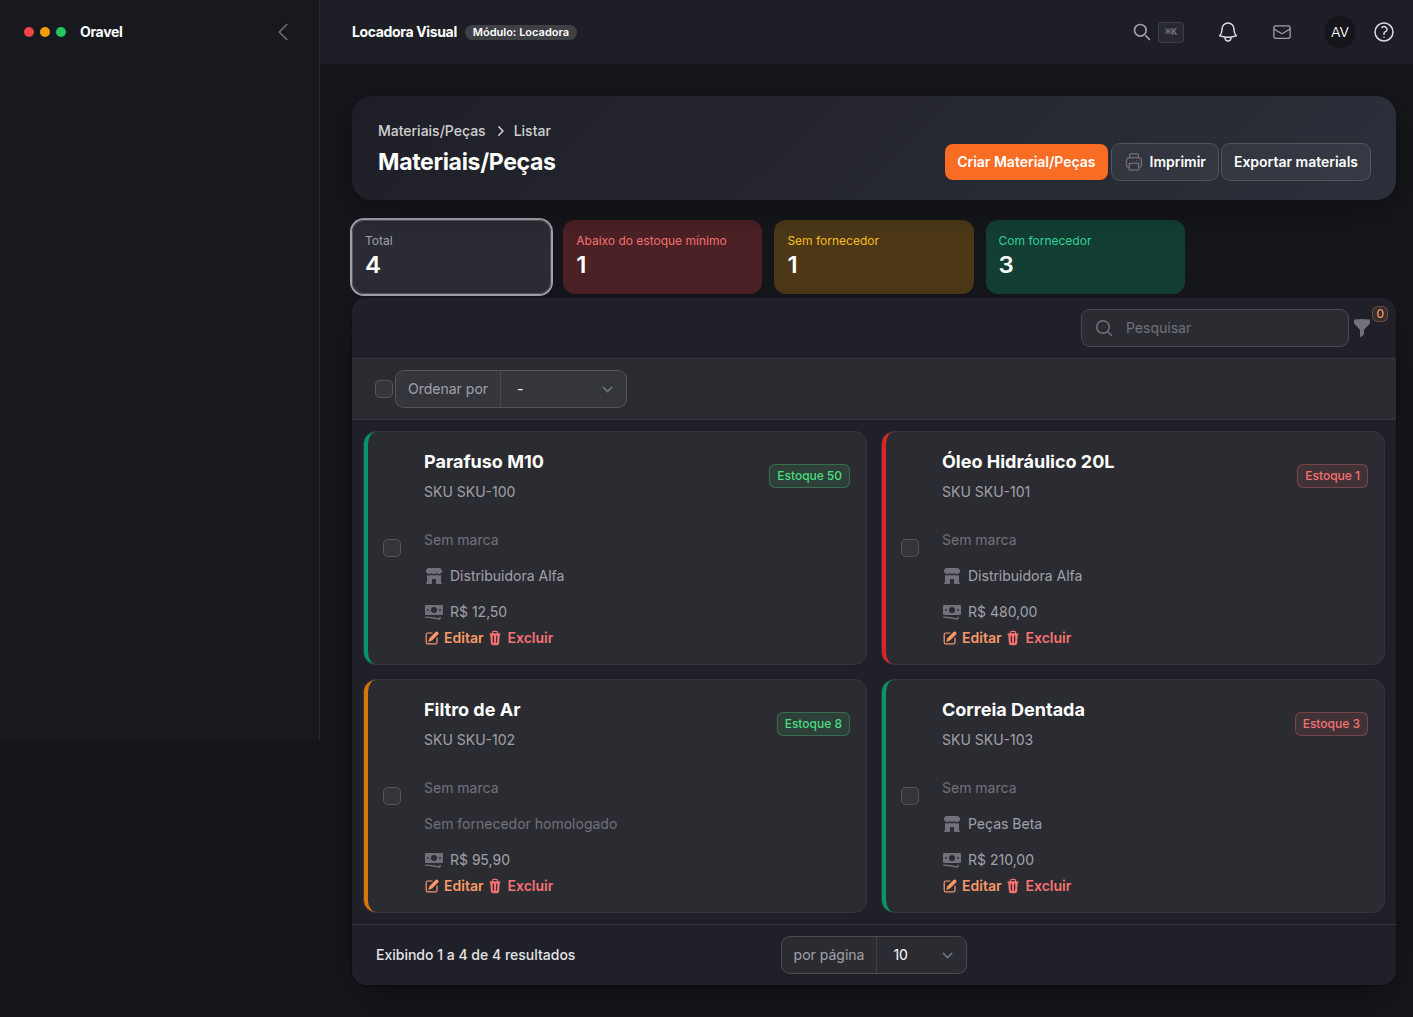 Oravel
Locadora Visual
Módulo: Locadora
⌘K
AV
Materiais/Peças > Listar
Materiais/Peças
Criar Material/Peças
Imprimir
Exportar materials
Total
4
Abaixo do estoque mínimo
1
Sem fornecedor
1
Com fornecedor
3
Pesquisar
0
Ordenar por
-
Parafuso M10
SKU SKU-100
Estoque 50
Sem marca
Distribuidora Alfa
R$ 12,50
Editar Excluir
Óleo Hidráulico 20L
SKU SKU-101
Estoque 1
Sem marca
Distribuidora Alfa
R$ 480,00
Editar Excluir
Filtro de Ar
SKU SKU-102
Estoque 8
Sem marca
Sem fornecedor homologado
R$ 95,90
Editar Excluir
Correia Dentada
SKU SKU-103
Estoque 3
Sem marca
Peças Beta
R$ 210,00
Editar Excluir
Exibindo 1 a 4 de 4 resultados
por página
10